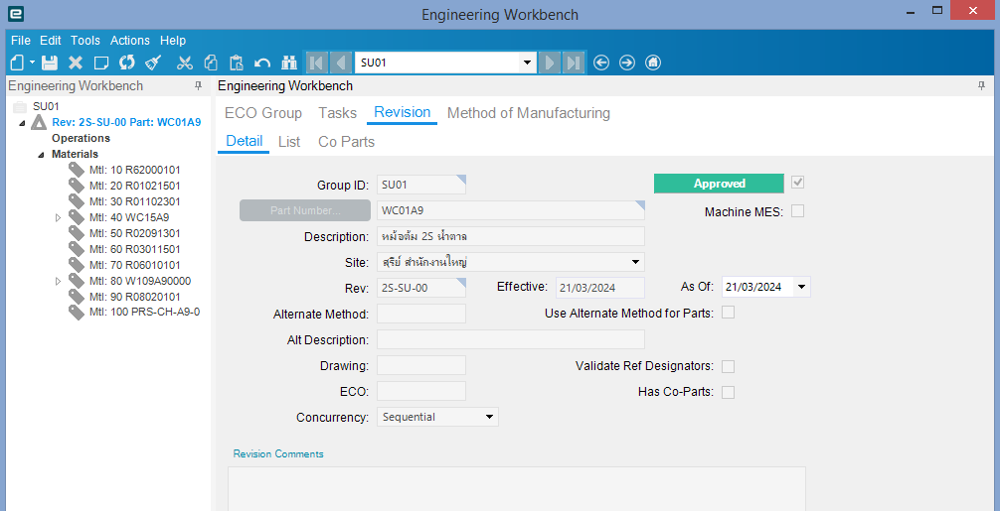 Engineering Workbench
File Edit Tools Actions Help
SU01
Engineering Workbench
SU01
Rev: 2S-SU-00 Part: WC01A9
Operations
Materials
Mtl: 10 R62000101
Mtl: 20 R01021501
Mtl: 30 R01102301
Mtl: 40 WC15A9
Mtl: 50 R02091301
Mtl: 60 R03011501
Mtl: 70 R06010101
Mtl: 80 W109A90000
Mtl: 90 R08020101
Mtl: 100 PRS-CH-A9-0
Engineering Workbench
ECO Group Tasks Revision Method of Manufacturing
Detail List Co Parts
Group ID: SU01 Approved
Part Number... WC01A9 Machine MES:
Description: หม้อต้ม 2S น้ำตาล
Site: สุรีย์ สำนักงานใหญ่
Rev: 2S-SU-00 Effective: 21/03/2024 As Of: 21/03/2024
Alternate Method: Use Alternate Method for Parts:
Alt Description:
Drawing: Validate Ref Designators:
ECO: Has Co-Parts:
Concurrency: Sequential
Revision Comments